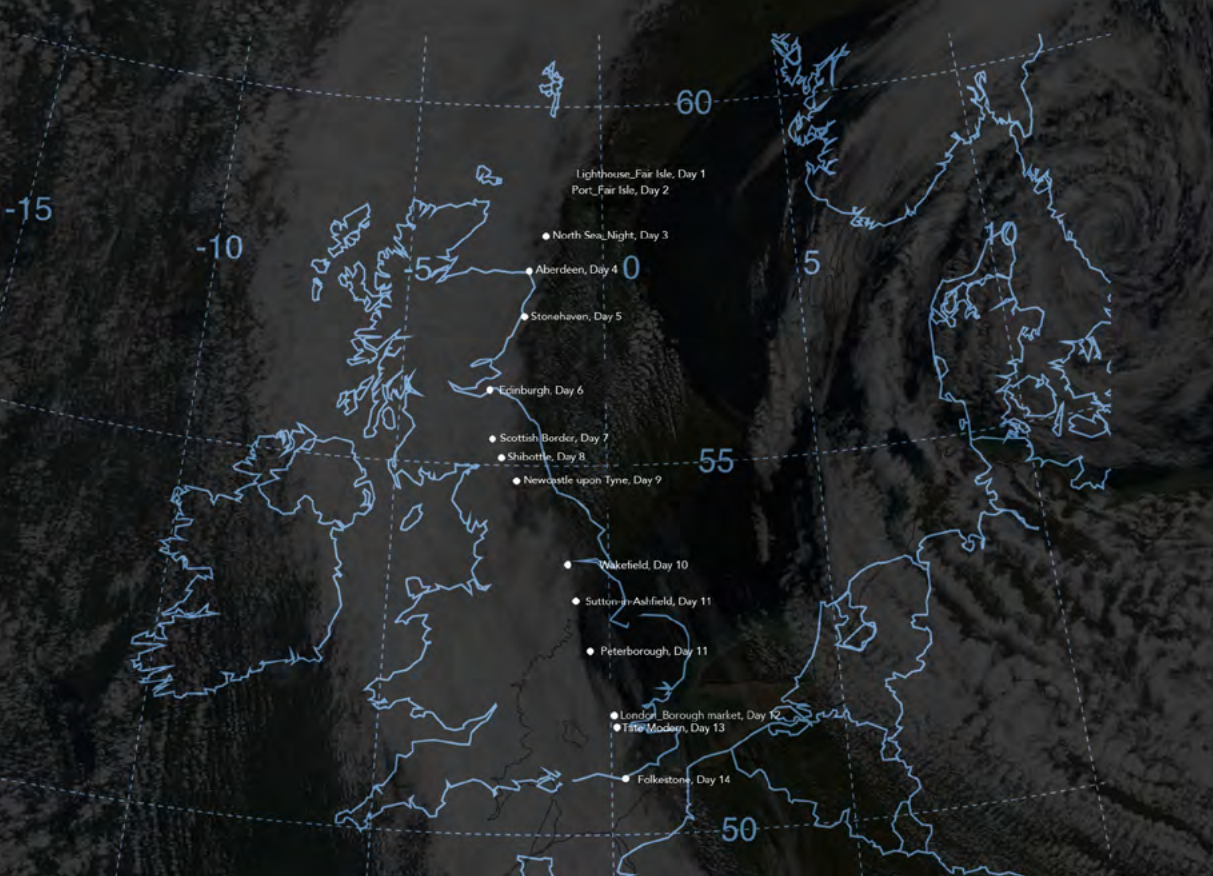 60
Lighthouse_Fair Isle, Day 1
Port_Fair Isle, Day 2
-15
-10
North Sea_Night, Day 3
10
-5
Aberdeen, Day 4
0
5
Stonehaven, Day 5
Edinburgh, Day 6
Scottish Border, Day 7
Shibottle, Day 8
55
Newcastle upon Tyne, Day 9
Wakefield, Day 10
Sutton-in-Ashfield, Day 11
Peterborough, Day 11
London_Borough market, Day 12
Tate Modern, Day 13
Folkestone, Day 14
50